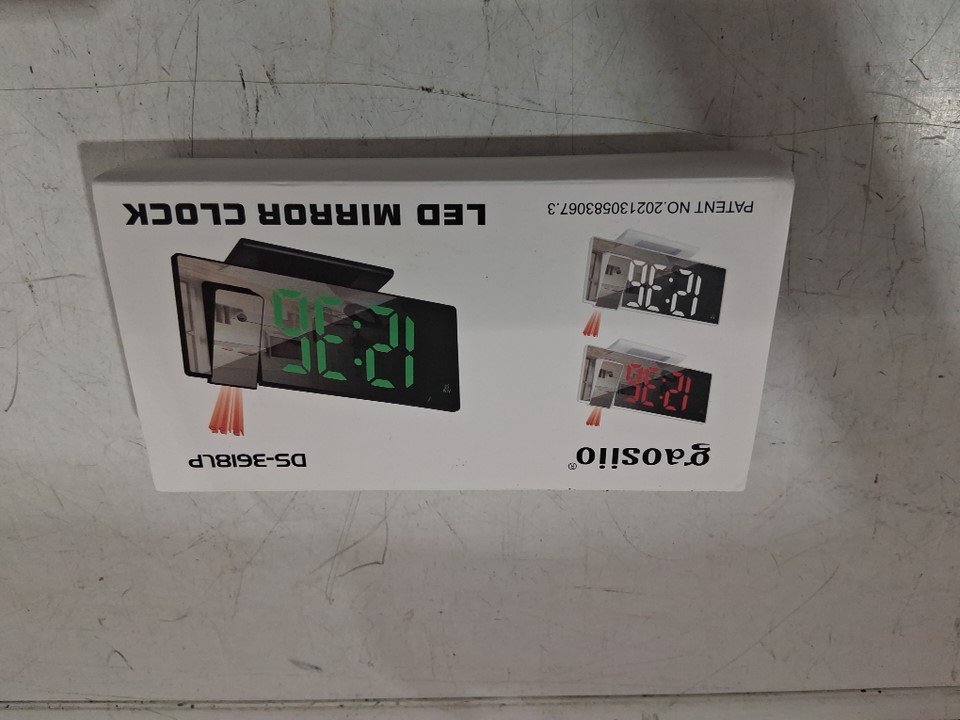 gaosiio®
DS-3618LP
12:36
12:36
12:36
PATENT NO.202130583067.3
LED MIRROR CLOCK